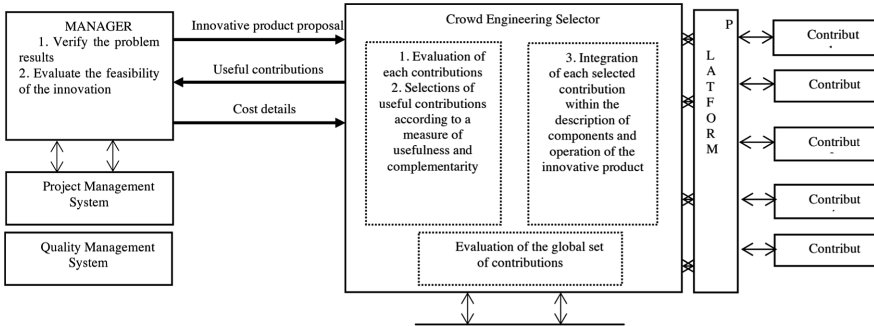 MANAGER
1. Verify the problem
results
2. Evaluate the feasibility
of the innovation
Project Management
System
Quality Management
System
Innovative product proposal
Useful contributions
Cost details
Crowd Engineering Selector
1. Evaluation of
each contributions
2. Selections of
useful contributions
according to a
measure of
usefulness and
complementarity
3. Integration
of each selected
contribution
within the
description of
components and
operation of the
innovative product
Evaluation of the global set
of contributions
P
L
A
T
F
O
R
M
Contribut
Contribut
Contribut
Contribut
Contribut